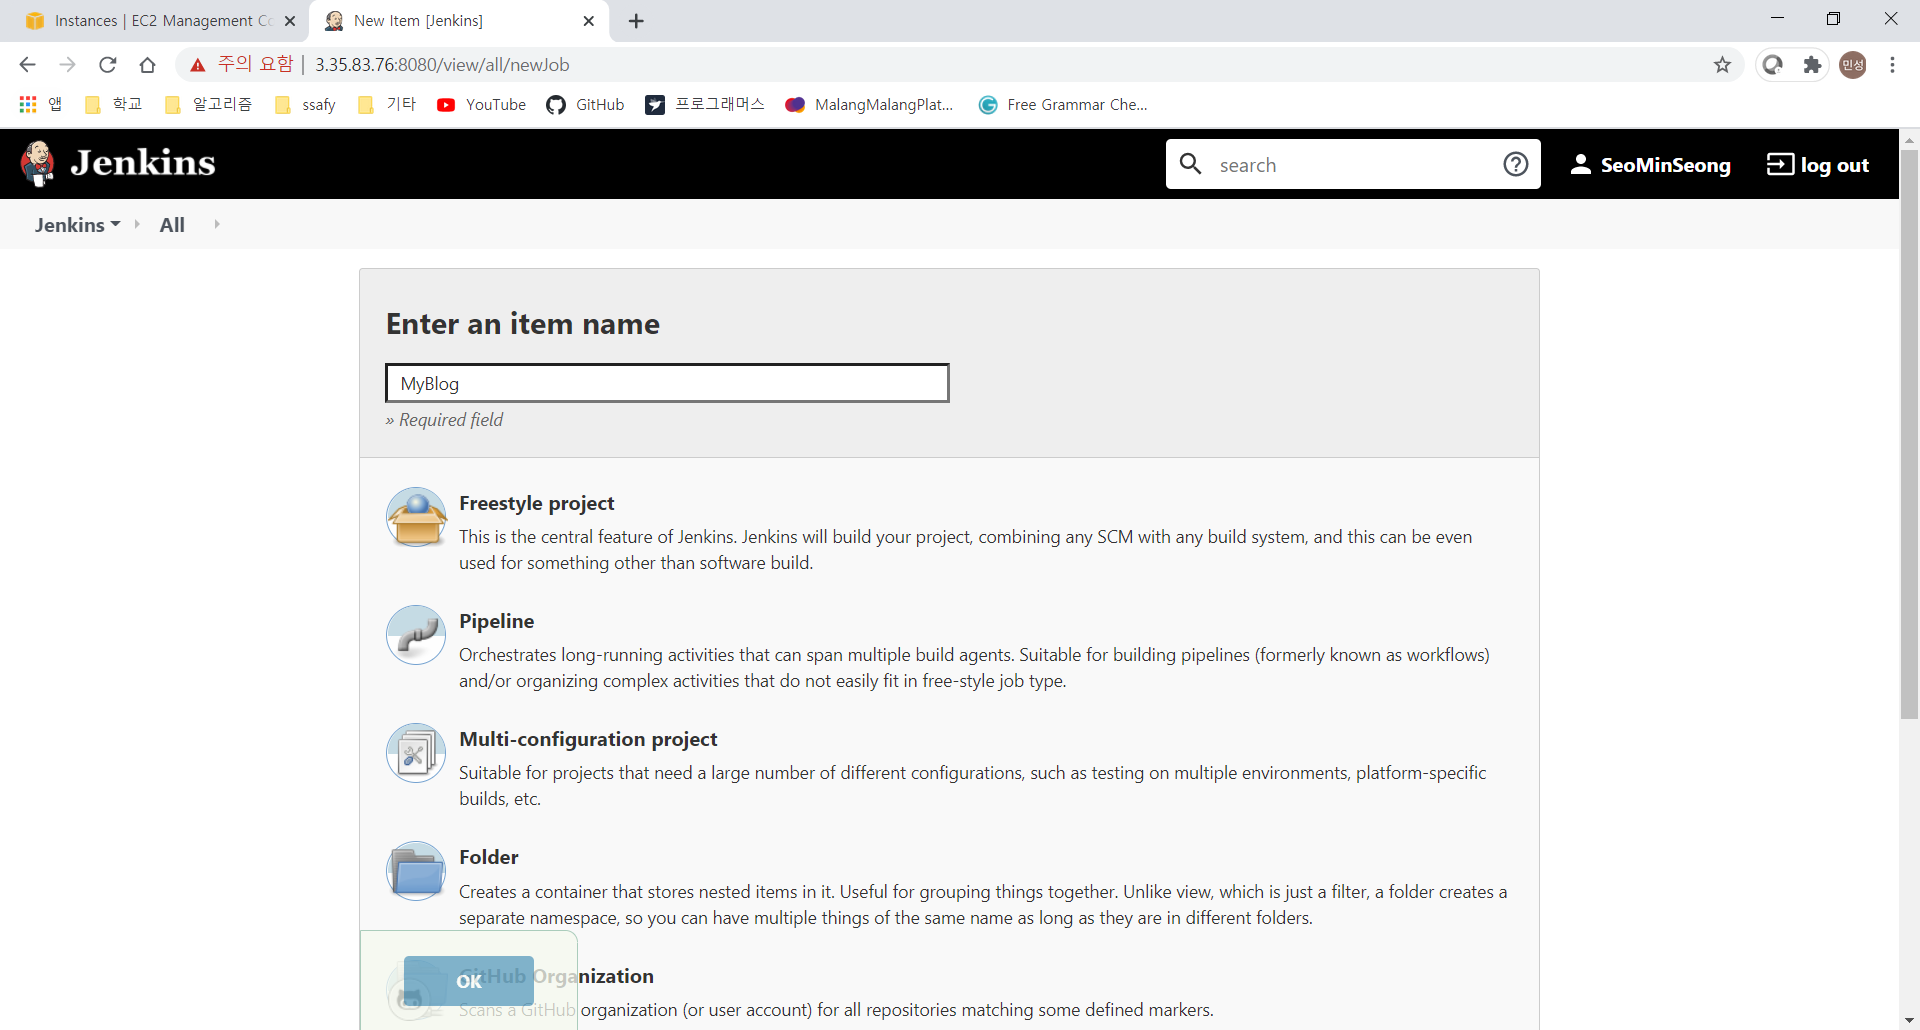 Instances | EC2 Management Co
New Item [Jenkins]
주의 요함 | 3.35.83.76:8080/view/all/newJob
민성
앱
학교
알고리즘
ssafy
기타
YouTube
GitHub
프로그래머스
MalangMalangPlat...
Free Grammar Che...
Jenkins
search
SeoMinSeong
log out
Jenkins
All
Enter an item name
MyBlog
» Required field
Freestyle project
This is the central feature of Jenkins. Jenkins will build your project, combining any SCM with any build system, and this can be even
used for something other than software build.
Pipeline
Orchestrates long-running activities that can span multiple build agents. Suitable for building pipelines (formerly known as workflows)
and/or organizing complex activities that do not easily fit in free-style job type.
Multi-configuration project
Suitable for projects that need a large number of different configurations, such as testing on multiple environments, platform-specific
builds, etc.
Folder
Creates a container that stores nested items in it. Useful for grouping things together. Unlike view, which is just a filter, a folder creates a
separate namespace, so you can have multiple things of the same name as long as they are in different folders.
GitHub Organization
OK
Scans a GitHub organization (or user account) for all repositories matching some defined markers.